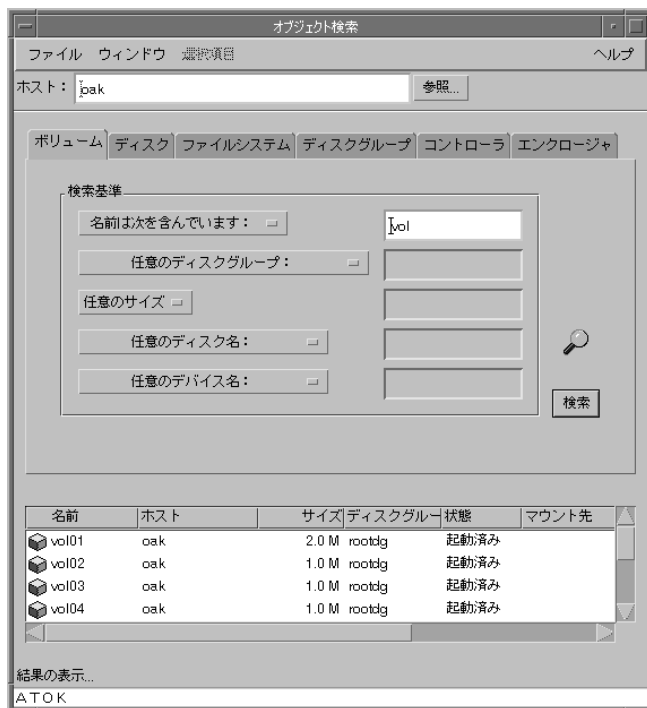 オブジェクト検索
ファイル ウィンドウ 選択項目 ヘルプ
ホスト： oak 参照...
ボリューム ディスク ファイルシステム ディスクグループ コントローラ エンクロージャ
検索基準
名前は次を含んでいます： vol
任意のディスクグループ：
任意のサイズ
任意のディスク名：
任意のデバイス名：
検索
名前 ホスト サイズ ディスクグルー 状態 マウント先
vol01 oak 2.0 M rootdg 起動済み
vol02 oak 1.0 M rootdg 起動済み
vol03 oak 1.0 M rootdg 起動済み
vol04 oak 1.0 M rootdg 起動済み
結果の表示...
ＡＴＯＫ